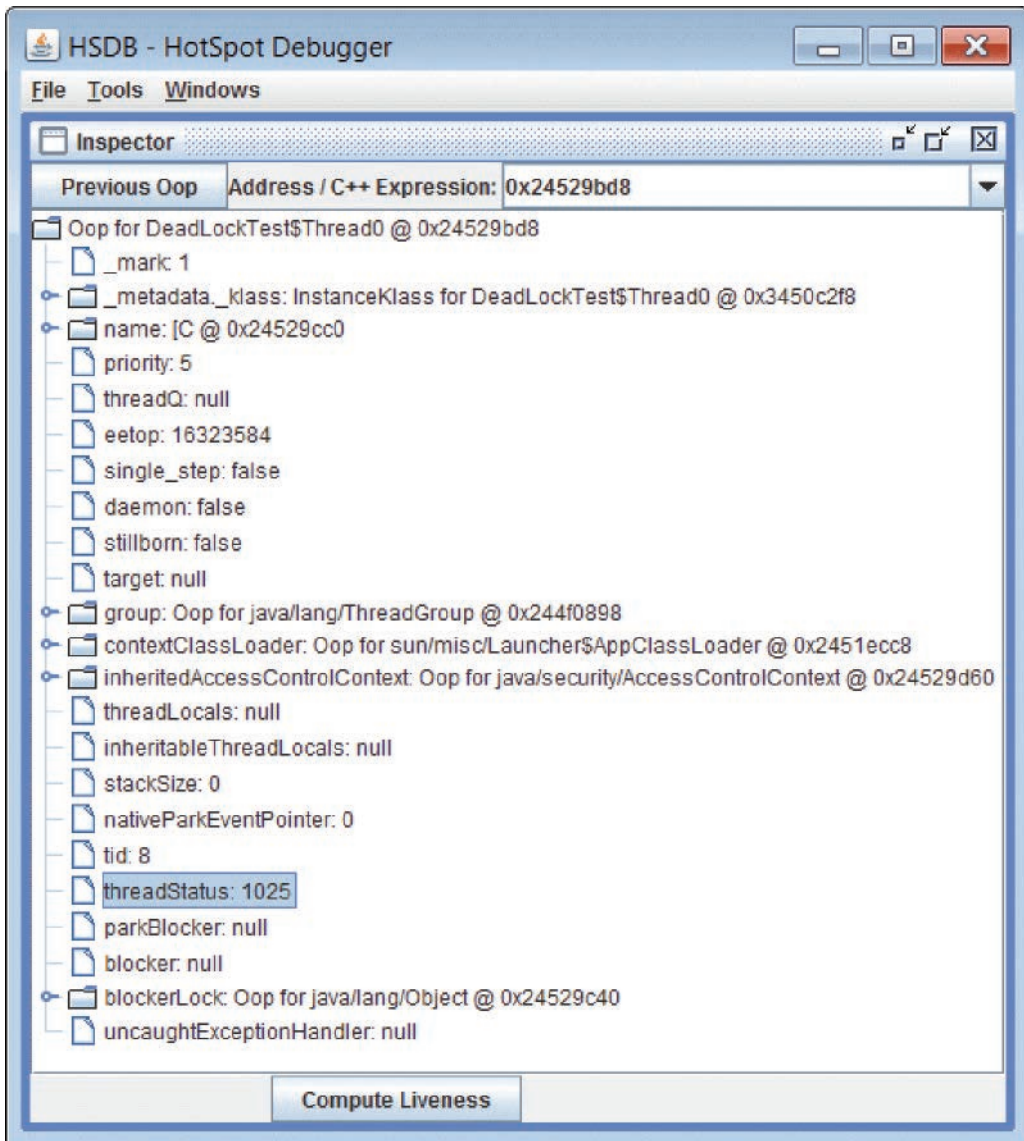 HSDB - HotSpot Debugger
File Tools Windows
Inspector
Previous Oop Address / C++ Expression: 0x24529bd8
Oop for DeadLockTest$Thread0 @ 0x24529bd8
_mark: 1
_metadata._klass: InstanceKlass for DeadLockTest$Thread0 @ 0x3450c2f8
name: [C @ 0x24529cc0
priority: 5
threadQ: null
eetop: 16323584
single_step: false
daemon: false
stillborn: false
target: null
group: Oop for java/lang/ThreadGroup @ 0x244f0898
contextClassLoader: Oop for sun/misc/Launcher$AppClassLoader @ 0x2451ecc8
inheritedAccessControlContext: Oop for java/security/AccessControlContext @ 0x24529d60
threadLocals: null
inheritableThreadLocals: null
stackSize: 0
nativeParkEventPointer: 0
tid: 8
threadStatus: 1025
parkBlocker: null
blocker: null
blockerLock: Oop for java/lang/Object @ 0x24529c40
uncaughtExceptionHandler: null
Compute Liveness